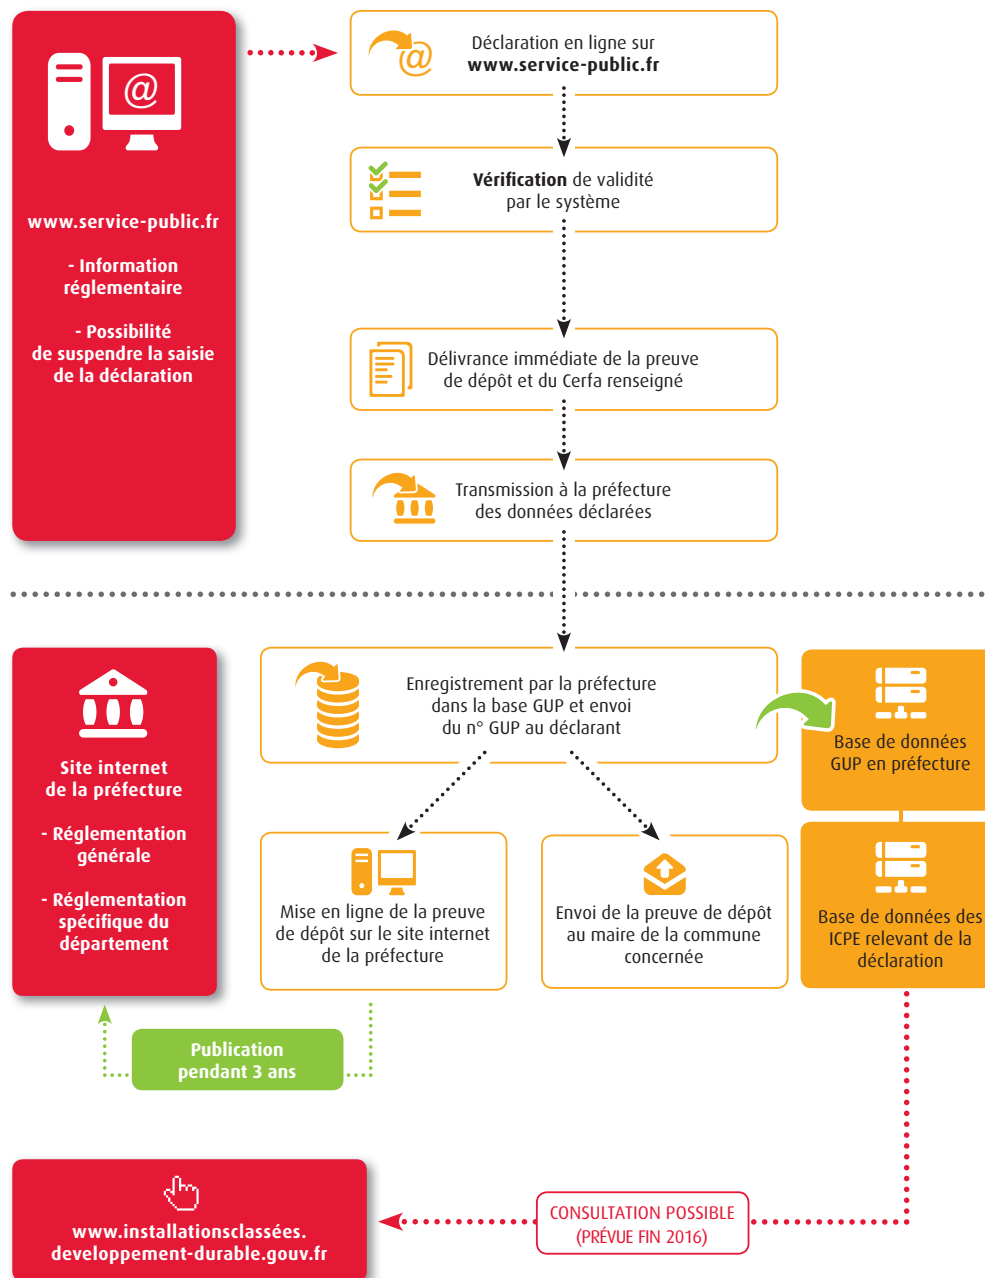 @
www.service-public.fr
- Information
réglementaire
- Possibilité
de suspendre la saisie
de la déclaration
@
Déclaration en ligne sur
www.service-public.fr
Vérification de validité
par le système
Délivrance immédiate de la preuve
de dépôt et du Cerfa renseigné
Transmission à la préfecture
des données déclarées
Site internet
de la préfecture
- Réglementation
générale
- Réglementation
spécifique du
département
Enregistrement par la préfecture
dans la base GUP et envoi
du n° GUP au déclarant
Base de données
GUP en préfecture
Mise en ligne de la preuve
de dépôt sur le site internet
de la préfecture
Envoi de la preuve de dépôt
au maire de la commune
concernée
Base de données des
ICPE relevant de la
déclaration
Publication
pendant 3 ans
www.installationsclassées.
developpement-durable.gouv.fr
CONSULTATION POSSIBLE
(PRÉVUE FIN 2016)